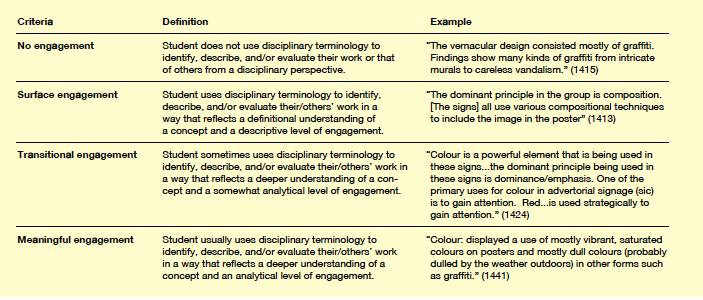 Criteria Definition Example
No engagement Student does not use disciplinary terminology to “The vernacular design consisted mostly of graffiti.
identify, describe, and/or evaluate their work or that Findings show many kinds of graffiti from intricate
of others from a disciplinary perspective. murals to careless vandalism.” (1415)
Surface engagement Student uses disciplinary terminology to identify, “The dominant principle in the group is composition.
describe, and/or evaluate their/others’ work in a [The signs] all use various compositional techniques
way that reflects a definitional understanding of to include the image in the poster” (1413)
a concept and a descriptive level of engagement.
Transitional engagement Student sometimes uses disciplinary terminology to “Colour is a powerful element that is being used in
identify, describe, and/or evaluate their/others’ work in these signs...the dominant principle being used in
a way that reflects a deeper understanding of a con- these signs is dominance/emphasis. One of the
cept and a somewhat analytical level of engagement. primary uses for colour in advertorial signage (sic)
is to gain attention. Red...is used strategically to
gain attention.” (1424)
Meaningful engagement Student usually uses disciplinary terminology to “Colour: displayed a use of mostly vibrant, saturated
identify, describe, and/or evaluate their/others’ work colours on posters and mostly dull colours (probably
in a way that reflects a deeper understanding of a dulled by the weather outdoors) in other forms such
concept and an analytical level of engagement. as graffiti.” (1441)